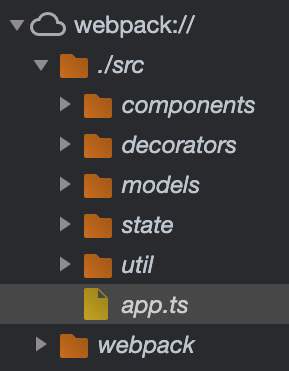 webpack://
./src
components
decorators
models
state
util
app.ts
webpack